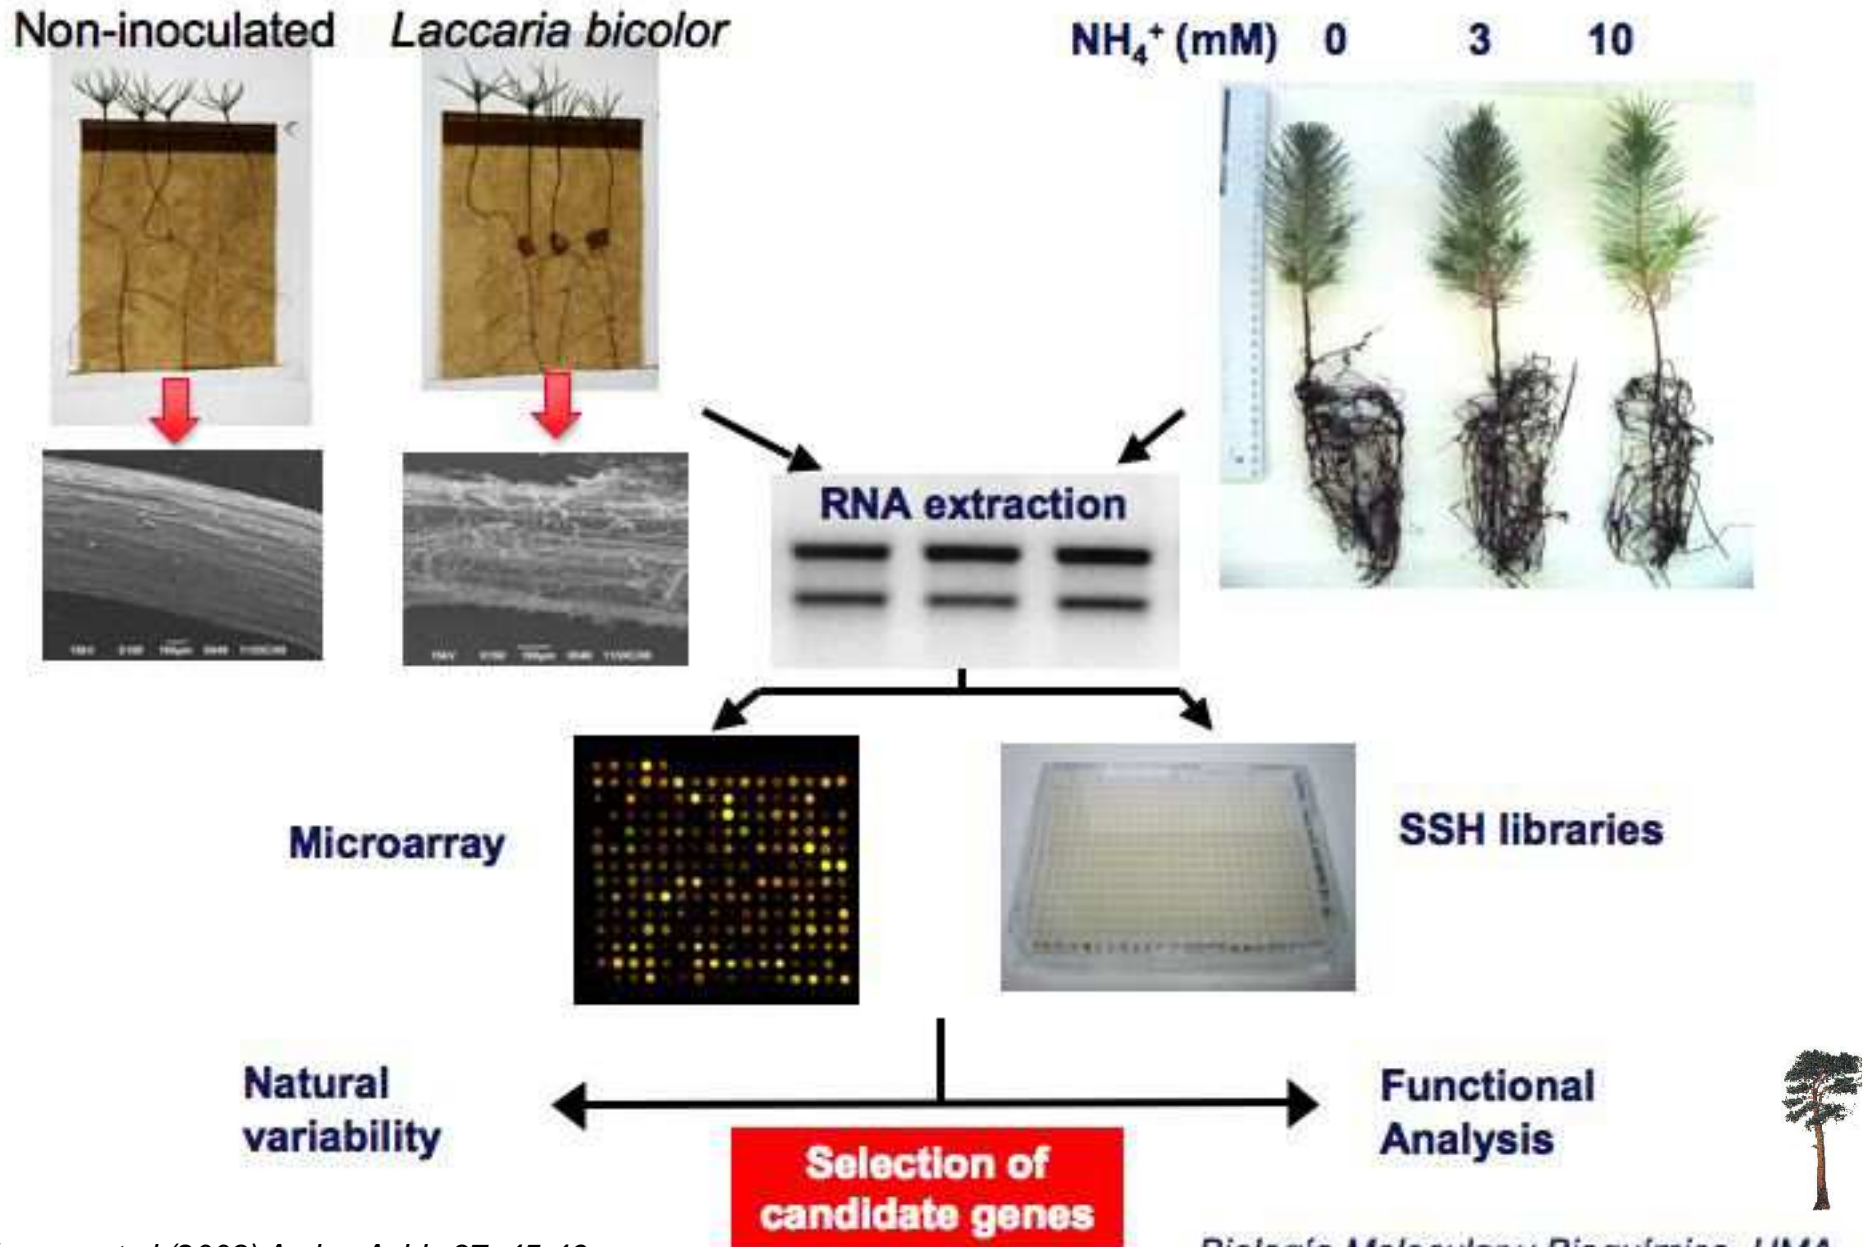 Non-inoculated
Laccaria bicolor
NH₄⁺ (mM) 0 3 10
RNA extraction
Microarray
SSH libraries
Natural
variability
Functional
Analysis
Selection of
candidate genes